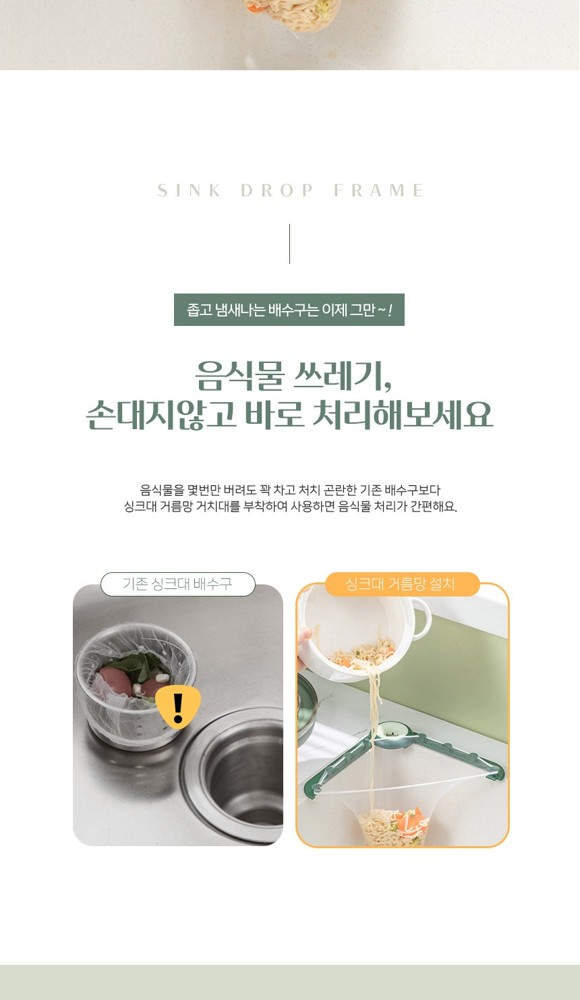 SINK DROP FRAME
좁고 냄새나는 배수구는 이제 그만~!
음식물 쓰레기,
손대지않고 바로 처리해보세요
음식물을 몇번만 버려도 꽉 차고 처치 곤란한 기존 배수구보다
싱크대 거름망 거치대를 부착하여 사용하면 음식물 처리가 간편해요.
기존 싱크대 배수구
싱크대 거름망 설치
!